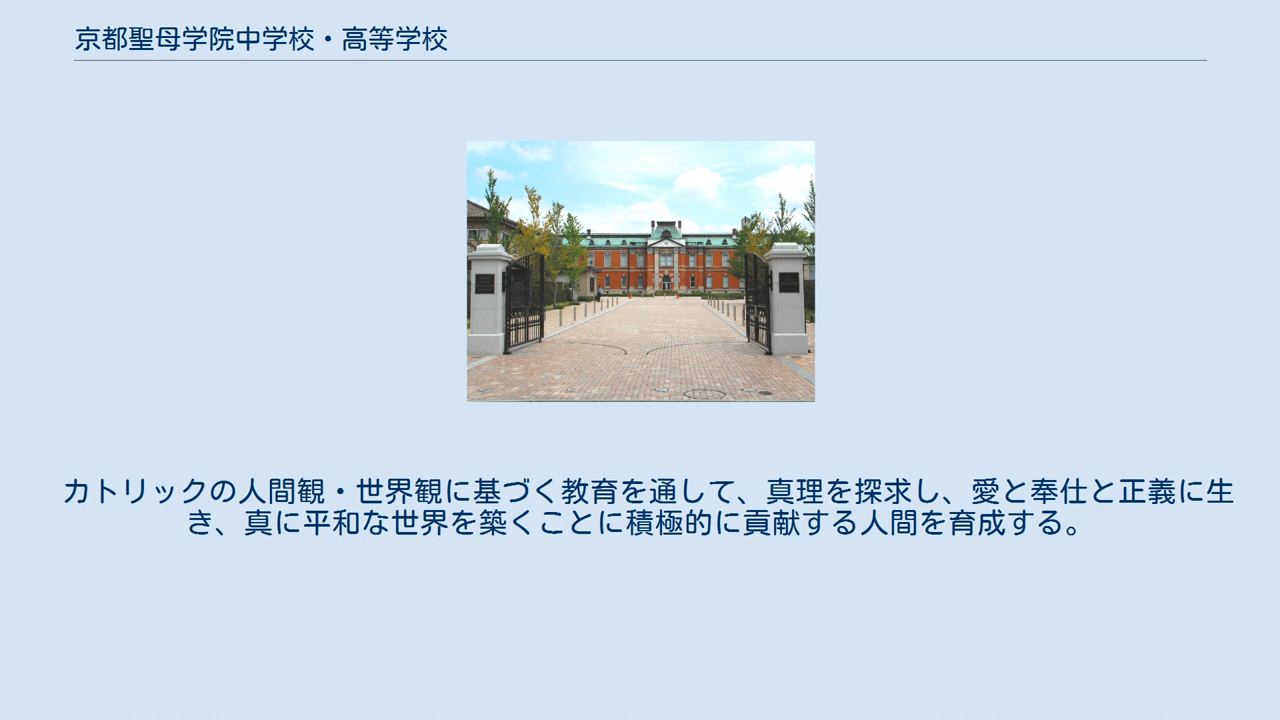 京都聖母学院中学校・高等学校
カトリックの人間観・世界観に基づく教育を通して、真理を探求し、愛と奉仕と正義に生
き、真に平和な世界を築くことに積極的に貢献する人間を育成する。